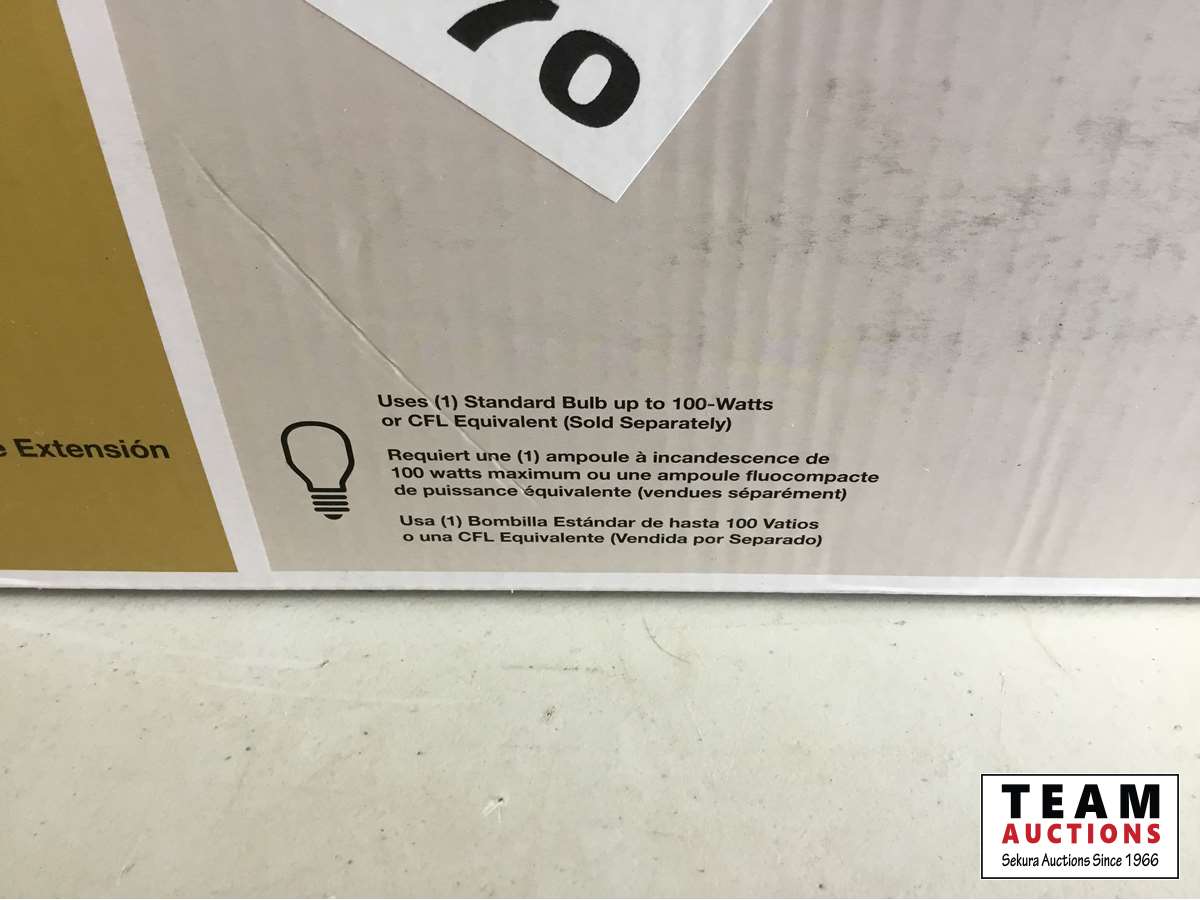 70
Uses (1) Standard Bulb up to 100-Watts
or CFL Equivalent (Sold Separately)
Requiert une (1) ampoule à incandescence de
100 watts maximum ou une ampoule fluocompacte
de puissance équivalente (vendues séparément)
Usa (1) Bombilla Estándar de hasta 100 Vatios
o una CFL Equivalente (Vendida por Separado)
e Extensión
TEAM
AUCTIONS
Sekura Auctions Since 1966